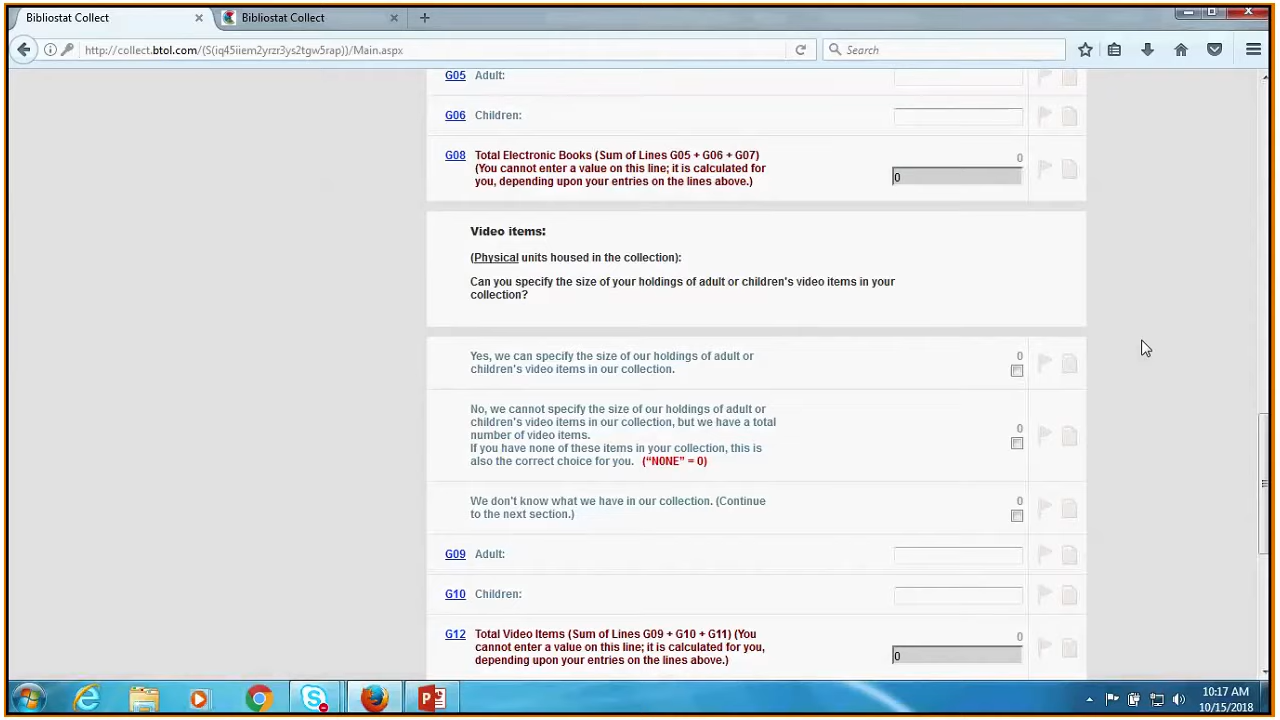 Bibliostat Collect
Bibliostat Collect
http://collect.btol.com/(S(iq45iiem2yrzr3ys2tgw5rap))/Main.aspx
Search
G05 Adult:
G06 Children:
G08 Total Electronic Books (Sum of Lines G05 + G06 + G07)
(You cannot enter a value on this line; it is calculated for
you, depending upon your entries on the lines above.)
0
0
Video items:
(Physical units housed in the collection):
Can you specify the size of your holdings of adult or children's video items in your
collection?
Yes, we can specify the size of our holdings of adult or
children's video items in our collection.
0
No, we cannot specify the size of our holdings of adult or
children's video items in our collection, but we have a total
number of video items.
If you have none of these items in your collection, this is
also the correct choice for you. ("NONE" = 0)
0
We don't know what we have in our collection. (Continue
to the next section.)
0
G09 Adult:
G10 Children:
G12 Total Video Items (Sum of Lines G09 + G10 + G11) (You
cannot enter a value on this line; it is calculated for you,
depending upon your entries on the lines above.)
0
0
10:17 AM
10/15/2018